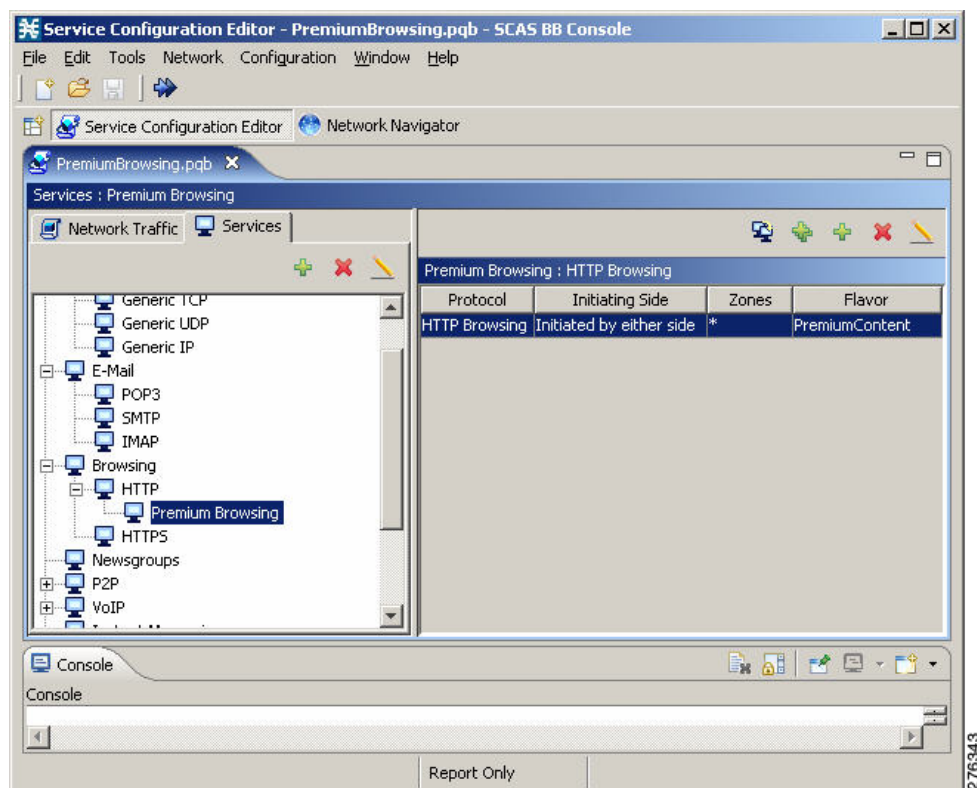 Service Configuration Editor - PremiumBrowsing.pqb - SCAS BB Console
File Edit Tools Network Configuration Window Help
Service Configuration Editor Network Navigator
PremiumBrowsing.pqb
Services : Premium Browsing
Network Traffic Services
Premium Browsing : HTTP Browsing
Protocol Initiating Side Zones Flavor
HTTP Browsing Initiated by either side * PremiumContent
Generic TCP
Generic UDP
Generic IP
E-Mail
POP3
SMTP
IMAP
Browsing
HTTP
Premium Browsing
HTTPS
Newsgroups
P2P
VoIP
Console
Console
Report Only
276343